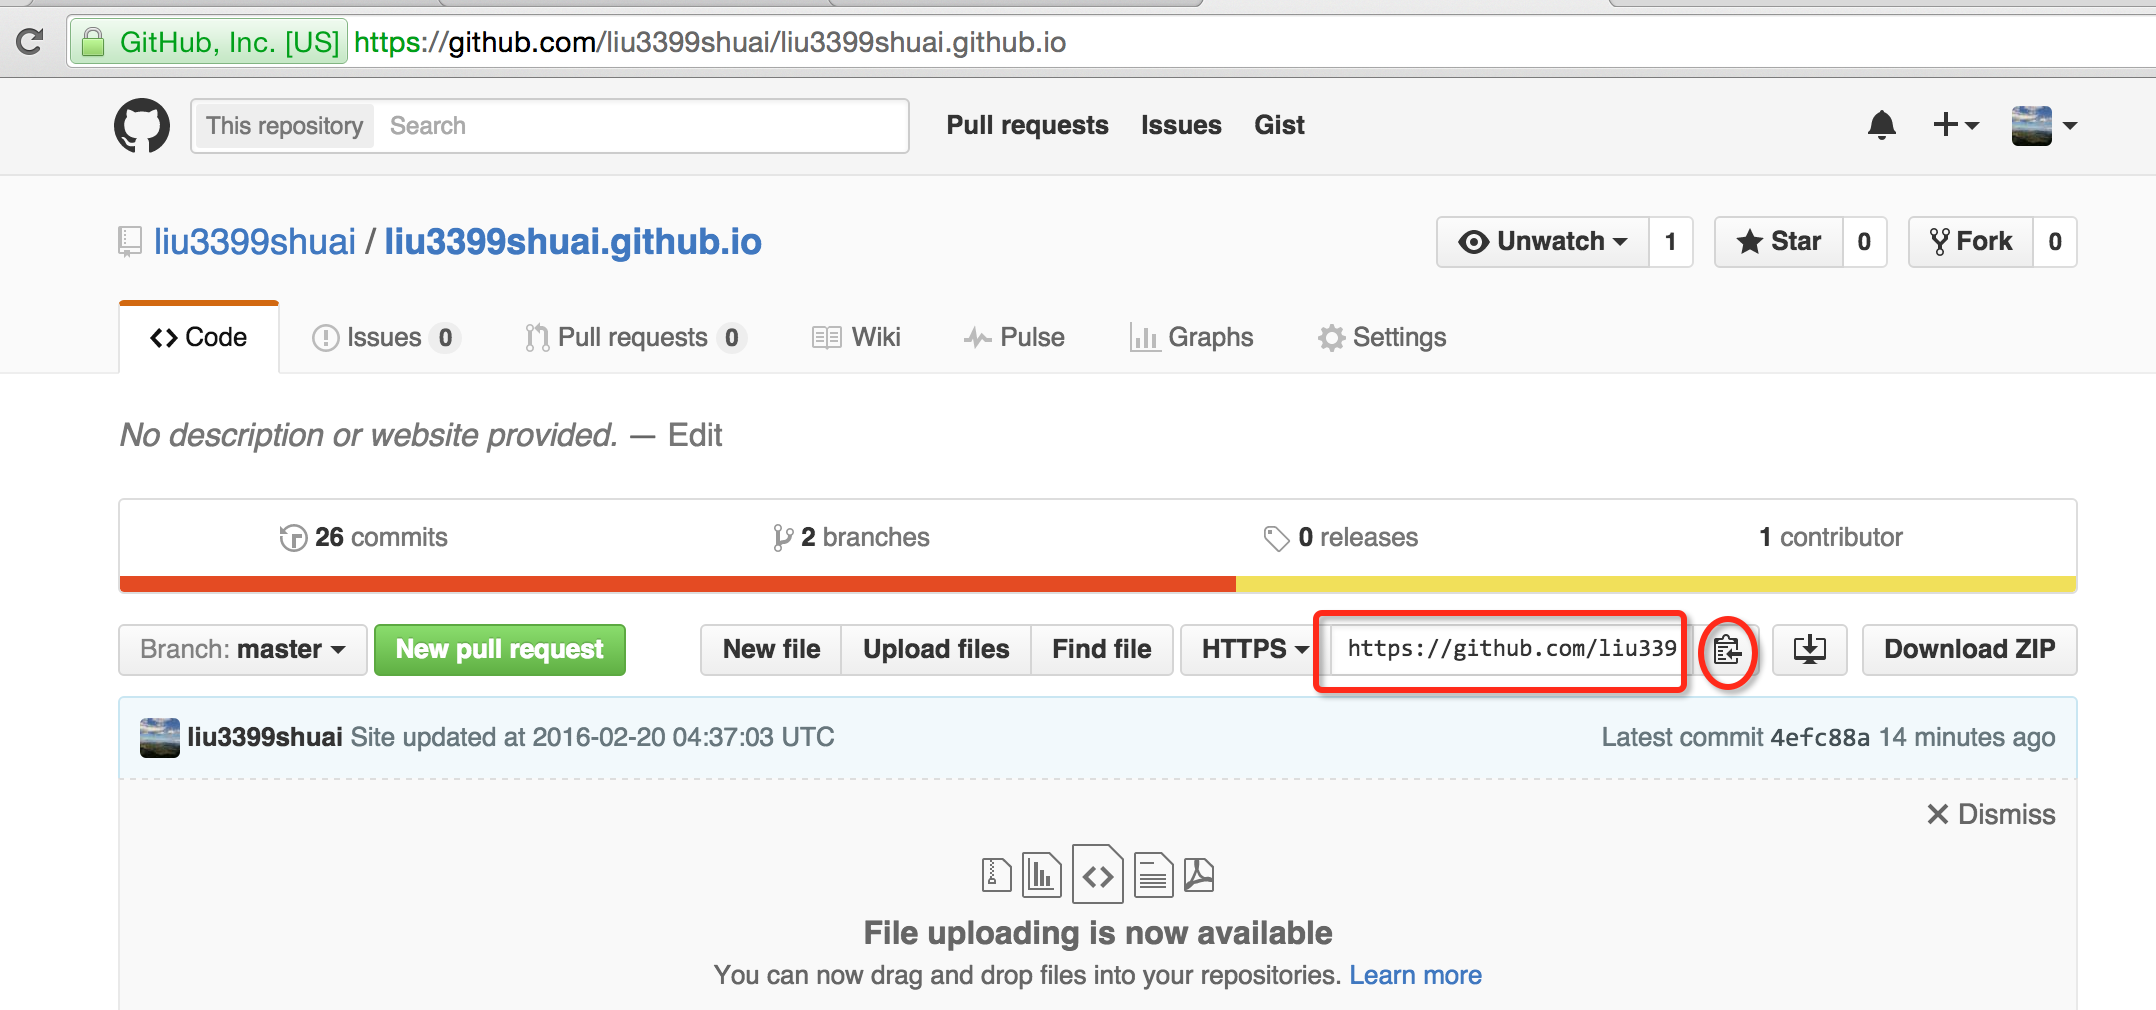 GitHub, Inc. [US] https://github.com/liu3399shuai/liu3399shuai.github.io
This repository Search Pull requests Issues Gist
liu3399shuai / liu3399shuai.github.io Unwatch 1 Star 0 Fork 0
Code Issues 0 Pull requests 0 Wiki Pulse Graphs Settings
No description or website provided. — Edit
26 commits 2 branches 0 releases 1 contributor
Branch: master New pull request New file Upload files Find file HTTPS https://github.com/liu339 Download ZIP
liu3399shuai Site updated at 2016-02-20 04:37:03 UTC Latest commit 4efc88a 14 minutes ago
Dismiss
File uploading is now available
You can now drag and drop files into your repositories. Learn more